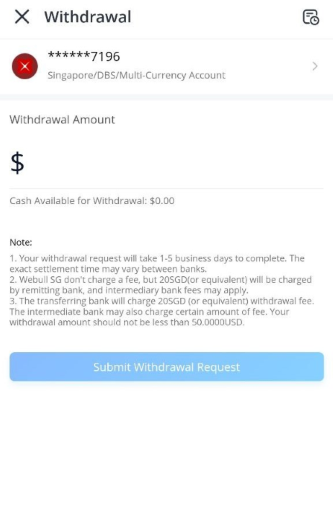 Withdrawal
******7196
Singapore/DBS/Multi-Currency Account
Withdrawal Amount
$
Cash Available for Withdrawal: $0.00
Note:
1. Your withdrawal request will take 1-5 business days to complete. The
exact settlement time may vary between banks.
2. Webull SG don't charge a fee, but 20SGD(or equivalent) will be charged
by remitting bank, and intermediary bank fees may apply.
3. The transferring bank will charge 20SGD (or equivalent) withdrawal fee.
The intermediate bank may also charge certain amount of fee. Your
withdrawal amount should not be less than 50.0000USD.
Submit Withdrawal Request